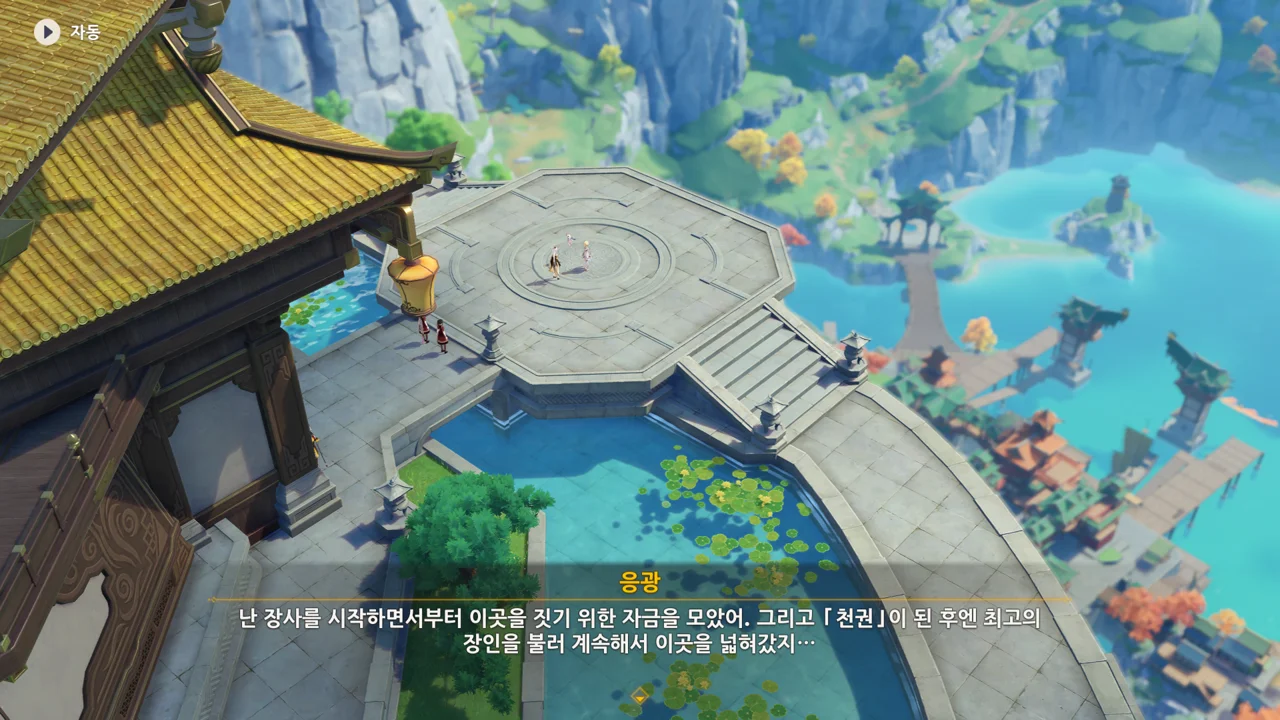 자동
응광
난 장사를 시작하면서부터 이곳을 짓기 위한 자금을 모았어. 그리고 「천권」이 된 후엔 최고의
장인을 불러 계속해서 이곳을 넓혀갔지…